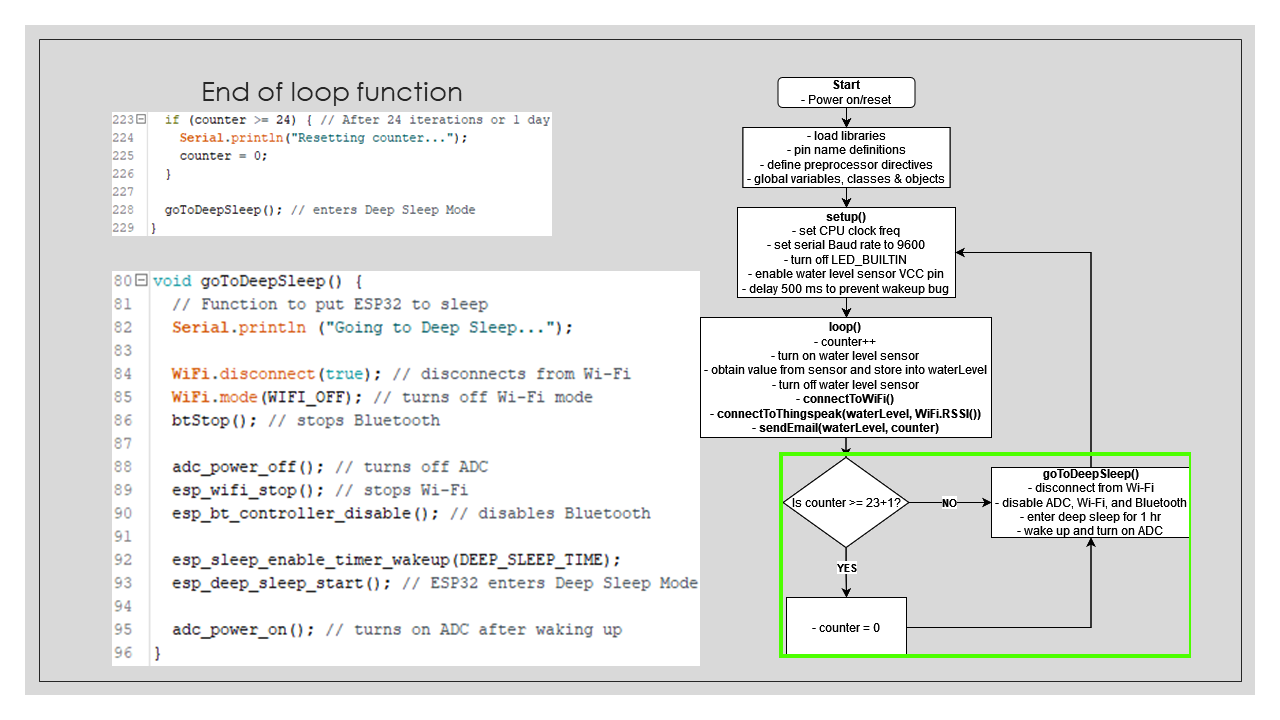 End of loop function
223 if (counter >= 24) { // After 24 iterations or 1 day
224 Serial.println("Resetting counter...");
225 counter = 0;
226 }
227
228 goToDeepSleep(); // enters Deep Sleep Mode
229 }
80 void goToDeepSleep() {
81 // Function to put ESP32 to sleep
82 Serial.println ("Going to Deep Sleep...");
83
84 WiFi.disconnect(true); // disconnects from Wi-Fi
85 WiFi.mode(WIFI_OFF); // turns off Wi-Fi mode
86 btStop(); // stops Bluetooth
87
88 adc_power_off(); // turns off ADC
89 esp_wifi_stop(); // stops Wi-Fi
90 esp_bt_controller_disable(); // disables Bluetooth
91
92 esp_sleep_enable_timer_wakeup(DEEP_SLEEP_TIME);
93 esp_deep_sleep_start(); // ESP32 enters Deep Sleep Mode
94
95 adc_power_on(); // turns on ADC after waking up
96 }
Start
- Power on/reset
- load libraries
- pin name definitions
- define preprocessor directives
- global variables, classes & objects
setup()
- set CPU clock freq
- set serial Baud rate to 9600
- turn off LED_BUILTIN
- enable water level sensor VCC pin
- delay 500 ms to prevent wakeup bug
loop()
- counter++
- turn on water level sensor
- obtain value from sensor and store into waterLevel
- turn off water level sensor
- connectToWiFi()
- connectToThingspeak(waterLevel, WiFi.RSSI())
- sendEmail(waterLevel, counter)
Is counter >= 23+1?
NO
goToDeepSleep()
- disconnect from Wi-Fi
- disable ADC, Wi-Fi, and Bluetooth
- enter deep sleep for 1 hr
- wake up and turn on ADC
YES
- counter = 0